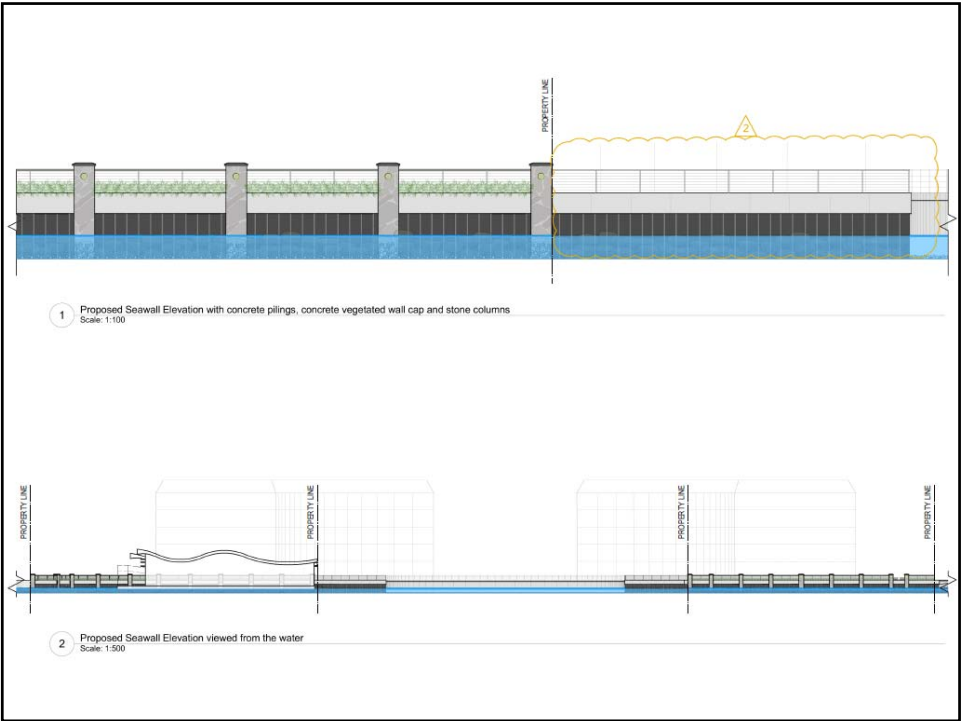 PROPERTY LINE
2
1
Proposed Seawall Elevation with concrete pilings, concrete vegetated wall cap and stone columns
Scale: 1:100
PROPERTY LINE
PROPERTY LINE
PROPERTY LINE
PROPERTY LINE
2
Proposed Seawall Elevation viewed from the water
Scale: 1:500